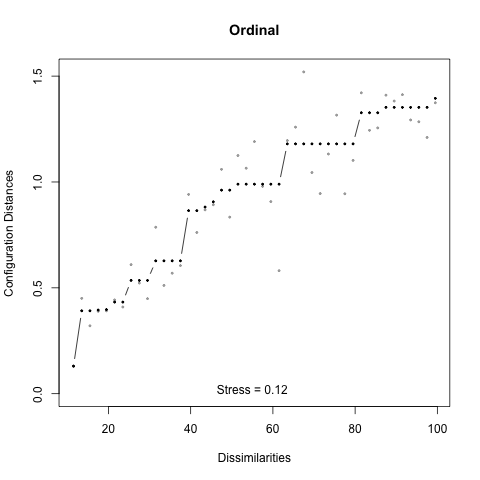 Ordinal
Configuration Distances
1.5
1.0
0.5
0.0
Stress = 0.12
20 40 60 80 100
Dissimilarities